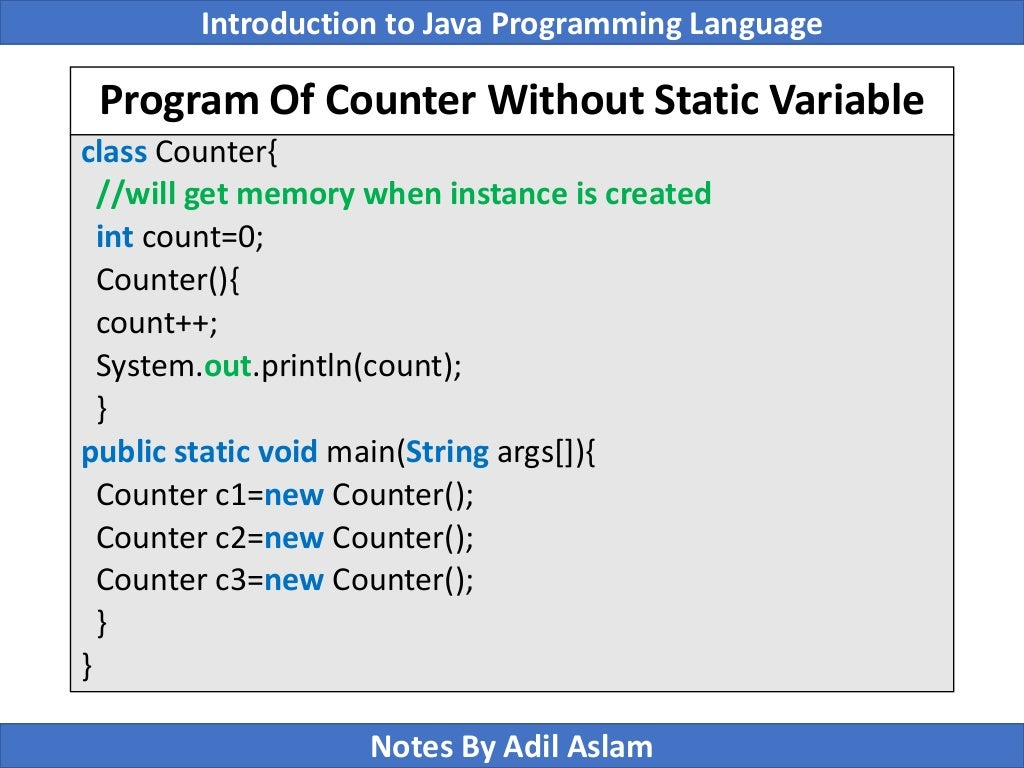 Introduction to Java Programming Language
Program Of Counter Without Static Variable
class Counter{
//will get memory when instance is created
int count=0;
Counter(){
count++;
System.out.println(count);
}
public static void main(String args[]){
Counter c1=new Counter();
Counter c2=new Counter();
Counter c3=new Counter();
}
}
Notes By Adil Aslam